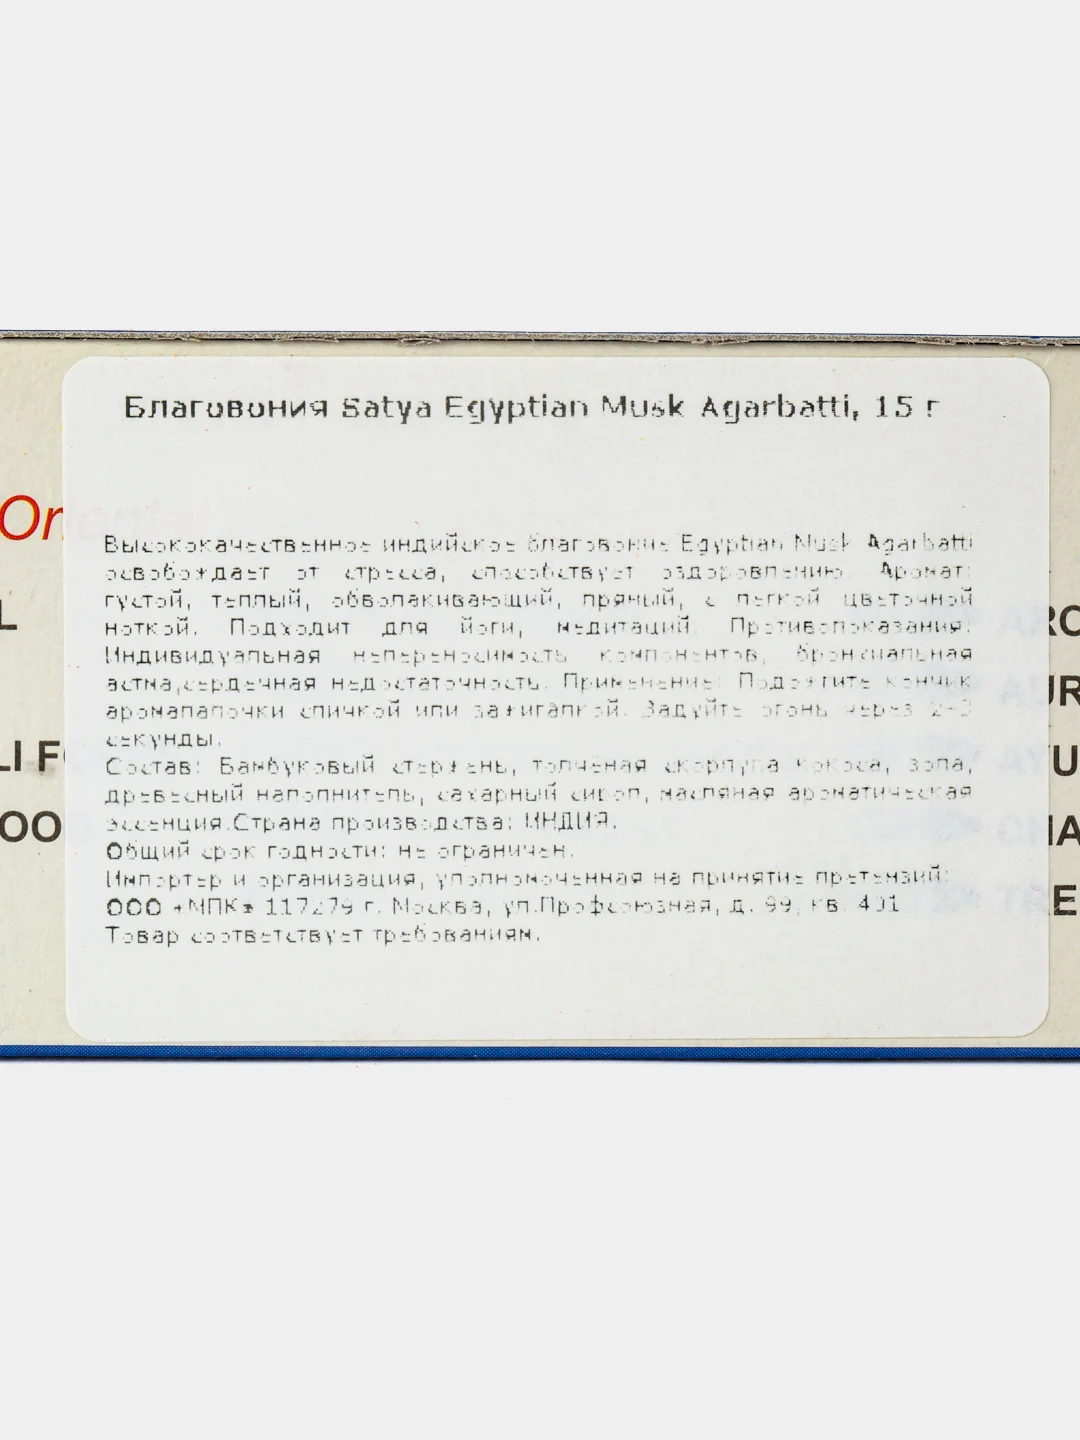 Благовония Satya Egyptian Musk Agarbatti, 15 г
Высококачественное индийское благовоние Egyptian Musk Agarbatti
освобождает от стресса, способствует оздоровлению. Аромат:
густой, теплый, обволакивающий, пряный, с легкой цветочной
ноткой. Подходит для йоги, медитаций. Противопоказания:
Индивидуальная непереносимость компонентов, бронхиальная
астма,сердечная недостаточность. Применение: Подожгите кончик
аромапалочки спичкой или зажигалкой. Задуйте огонь через 2-3
секунды.
Состав: Бамбуковый стержень, толчёная скорлупа кокоса, зола,
древесный наполнитель, сахарный сироп, масляная ароматическая
эссенция.Страна производства: ИНДИЯ.
Общий срок годности: не ограничен.
Импортер и организация, уполномоченная на принятие претензий:
ООО «МПК» 117279 г. Москва, ул.Профсоюзная, д. 99, кв. 401
Товар соответствует требованиям.